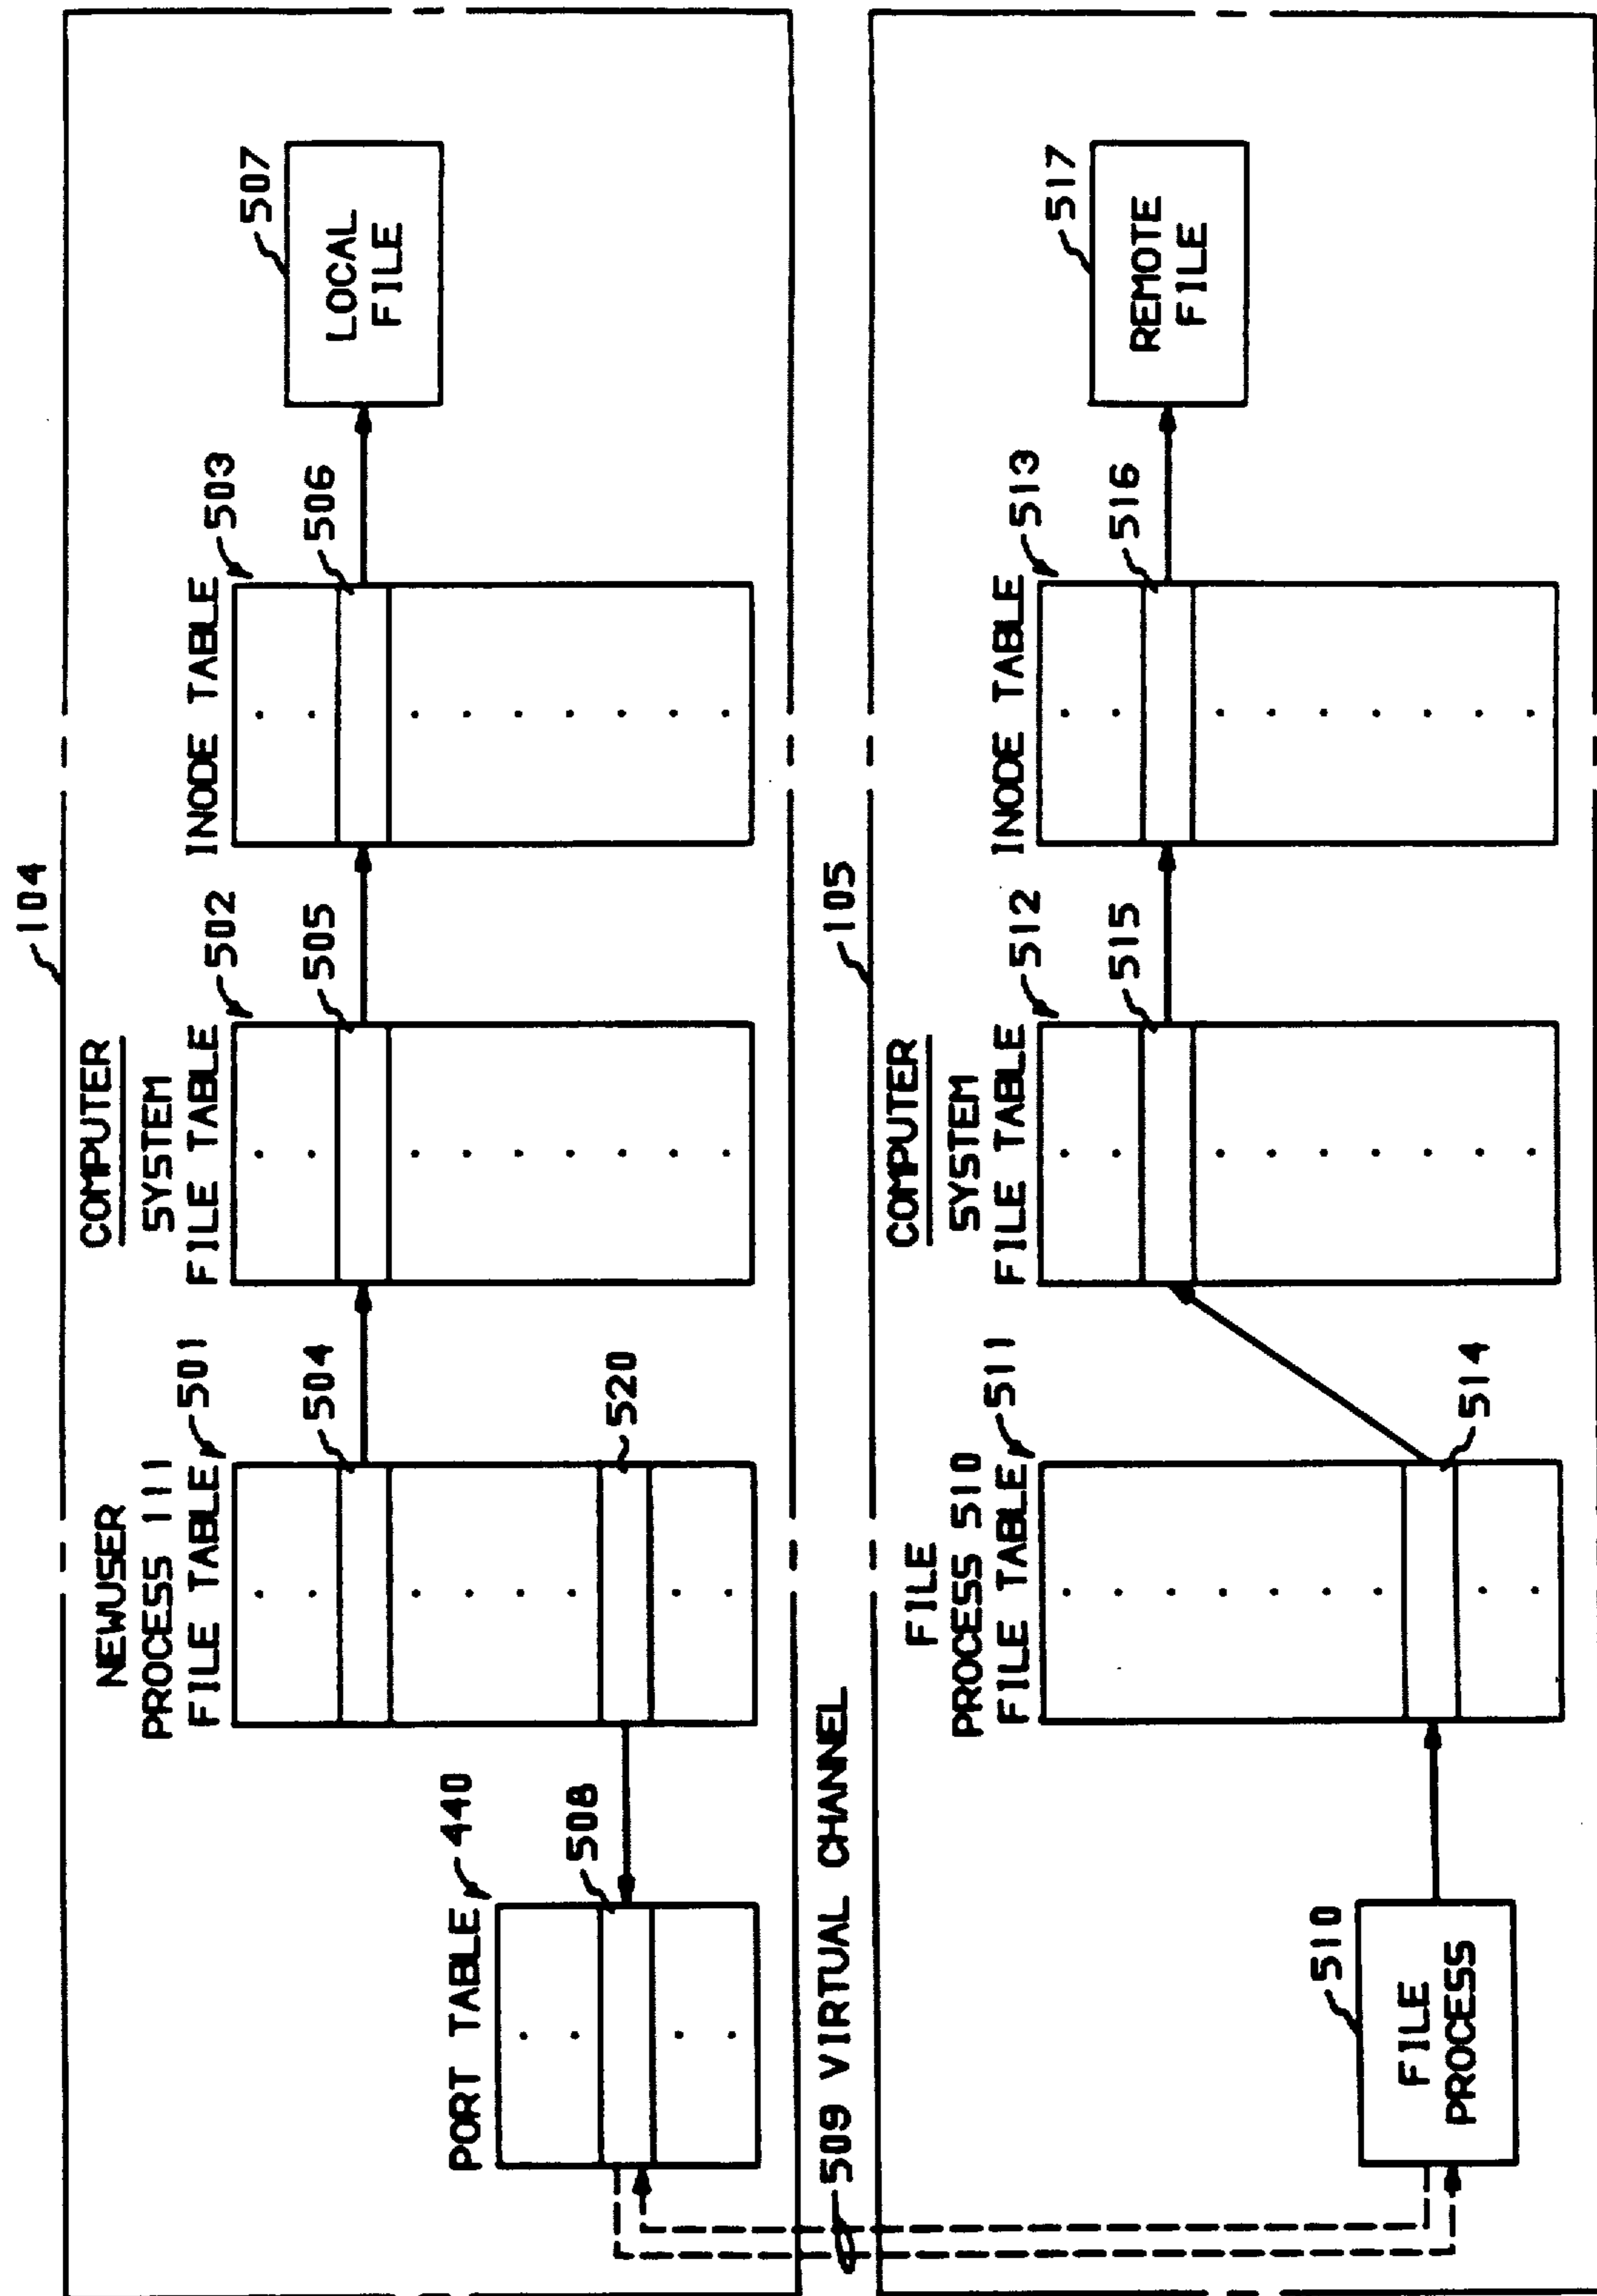 104
COMPUTER
NEWUSER
PROCESS 111
FILE TABLE
501
SYSTEM
FILE TABLE
502
INODE TABLE
503
PORT TABLE
440
504
505
506
507
LOCAL
FILE
508
520
509 VIRTUAL CHANNEL
105
COMPUTER
FILE
PROCESS 510
FILE TABLE
511
SYSTEM
FILE TABLE
512
INODE TABLE
513
515
516
517
REMOTE
FILE
510
FILE
PROCESS
514